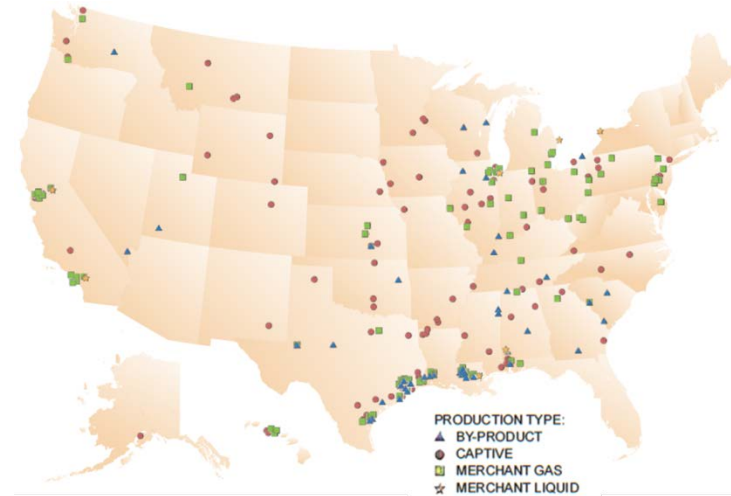 PRODUCTION TYPE:
BY-PRODUCT
CAPTIVE
MERCHANT GAS
MERCHANT LIQUID